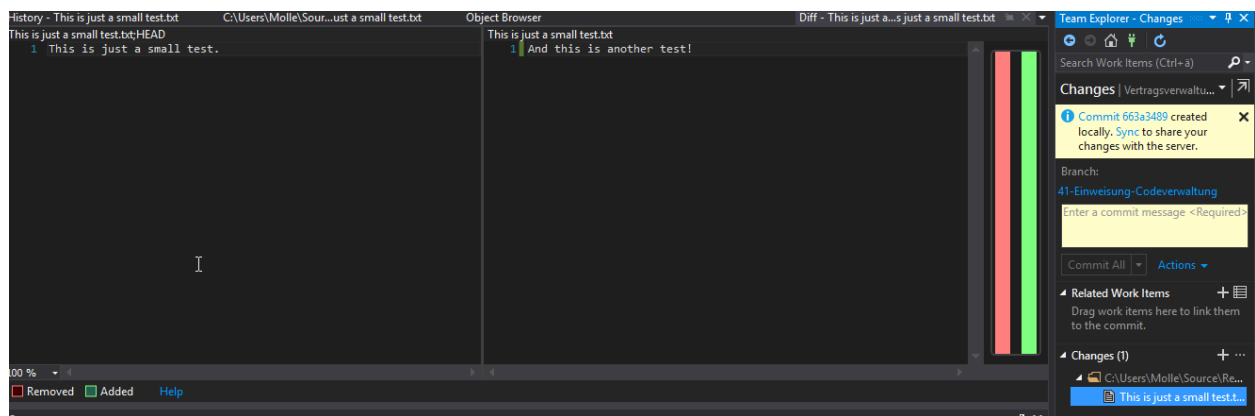 History - This is just a small test.txt
C:\Users\Molle\Sour...ust a small test.txt
Object Browser
Diff - This is just a...s just a small test.txt
This is just a small test.txt;HEAD
1 This is just a small test.
This is just a small test.txt
1 And this is another test!
100 %
Removed Added Help
Team Explorer - Changes
Search Work Items (Ctrl+ä)
Changes | Vertragsverwaltu...
Commit 663a3489 created
locally. Sync to share your
changes with the server.
Branch:
41-Einweisung-Codeverwaltung
Enter a commit message <Required>
Commit All Actions
Related Work Items
Drag work items here to link them
to the commit.
Changes (1)
C:\Users\Molle\Source\Re...
This is just a small test.t...